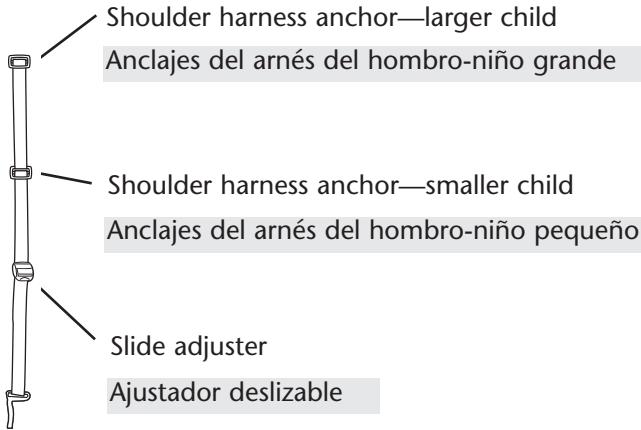 Shoulder harness anchor—larger child
Anclajes del arnés del hombro-niño grande
Shoulder harness anchor—smaller child
Anclajes del arnés del hombro-niño pequeño
Slide adjuster
Ajustador deslizable